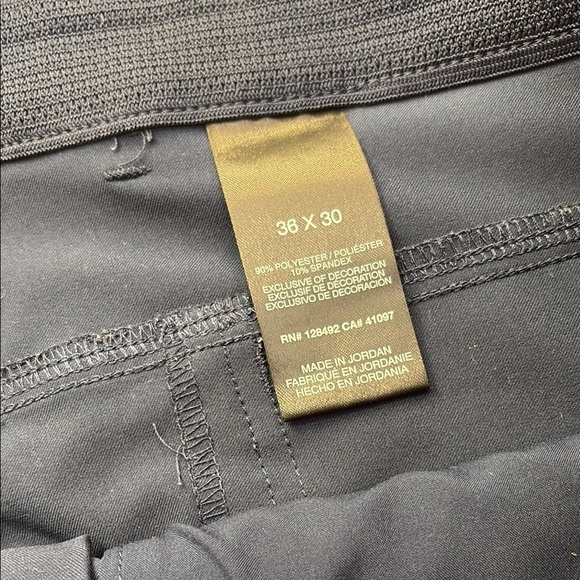 36 X 30
90% POLYESTER / POLIÉSTER
10% SPANDEX
EXCLUSIVE OF DECORATION
EXCLUSIF DE DÉCORATION
EXCLUSIVO DE DECORACIÓN
RN# 128492 CA# 41097
MADE IN JORDAN
FABRIQUÉ EN JORDANIE
HECHO EN JORDANIA